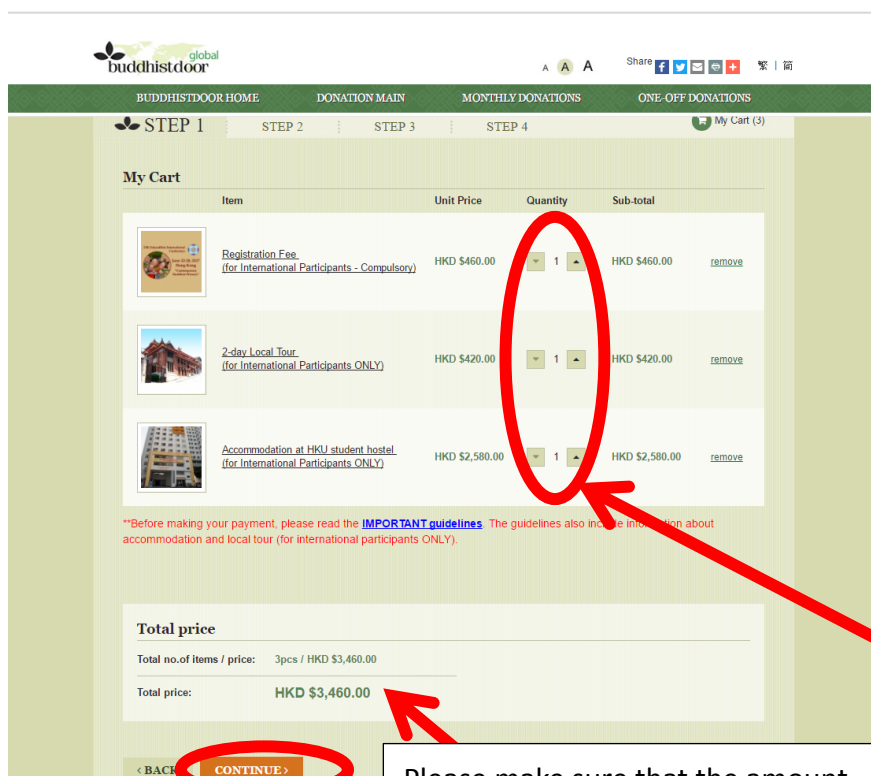 global
buddhistdoor
A A A Share 繁 | 简
BUDDHISTDOOR HOME DONATION MAIN MONTHLY DONATIONS ONE-OFF DONATIONS
STEP 1 STEP 2 STEP 3 STEP 4 My Cart (3)
My Cart
Item Unit Price Quantity Sub-total
Registration Fee
(for International Participants - Compulsory) HKD $460.00 1 HKD $460.00 remove
2-day Local Tour
(for International Participants ONLY) HKD $420.00 1 HKD $420.00 remove
Accommodation at HKU student hostel
(for International Participants ONLY) HKD $2,580.00 1 HKD $2,580.00 remove
**Before making your payment, please read the IMPORTANT guidelines. The guidelines also include information about
accommodation and local tour (for international participants ONLY).
Total price
Total no.of items / price: 3pcs / HKD $3,460.00
Total price: HKD $3,460.00
< BACK CONTINUE >
Please make sure that the amount